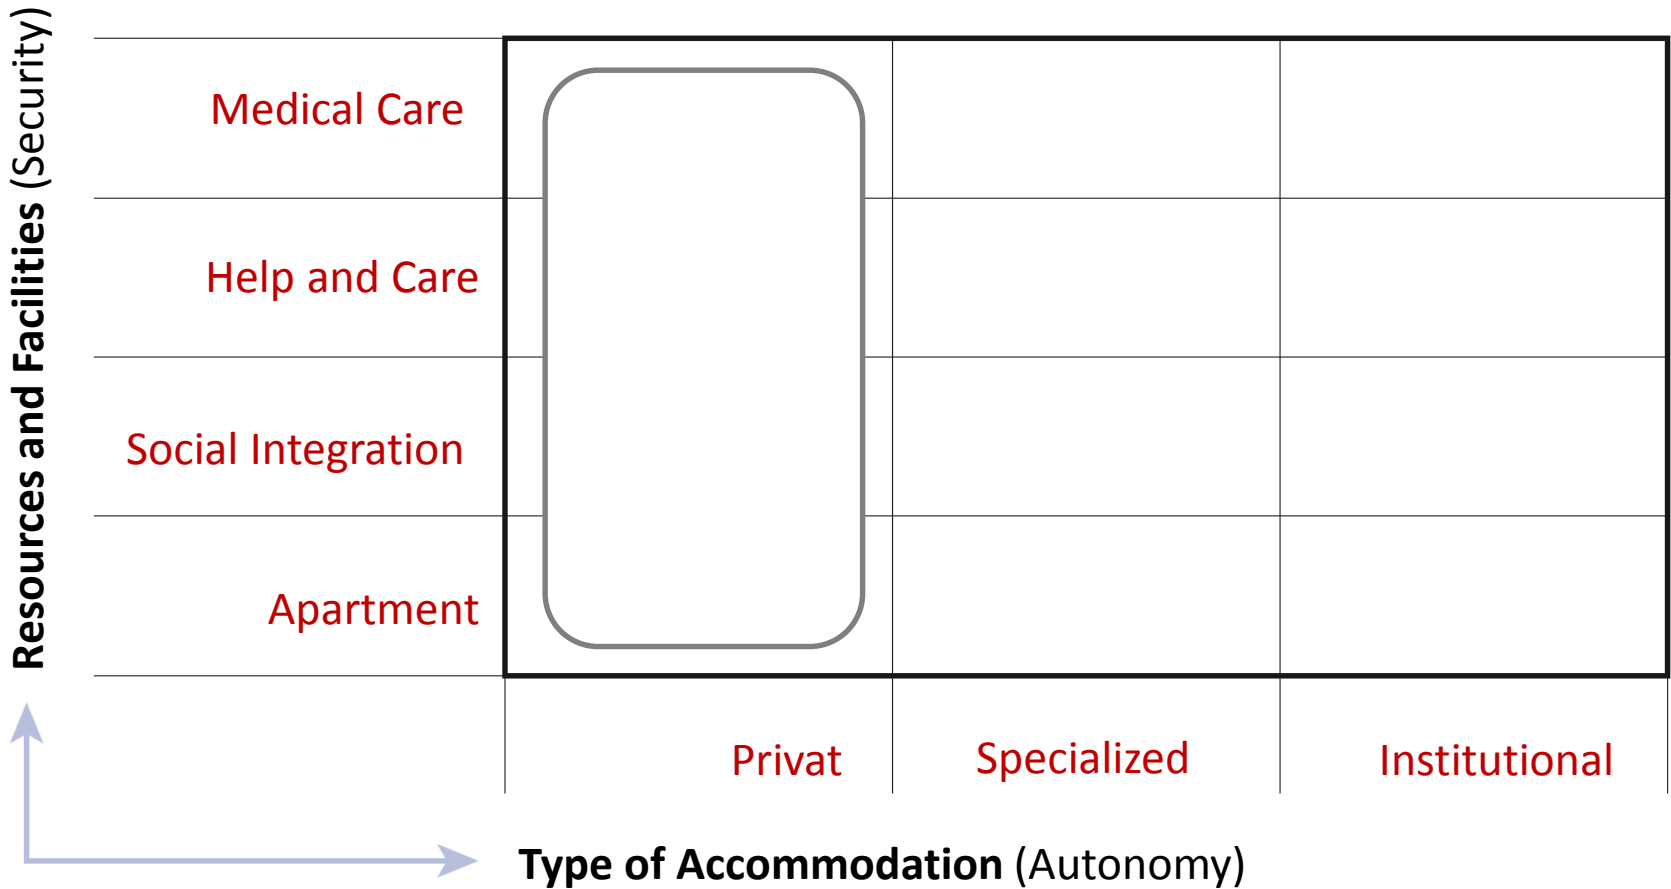 Resources and Facilities (Security)
Medical Care
Help and Care
Social Integration
Apartment
Privat
Specialized
Institutional
Type of Accommodation (Autonomy)